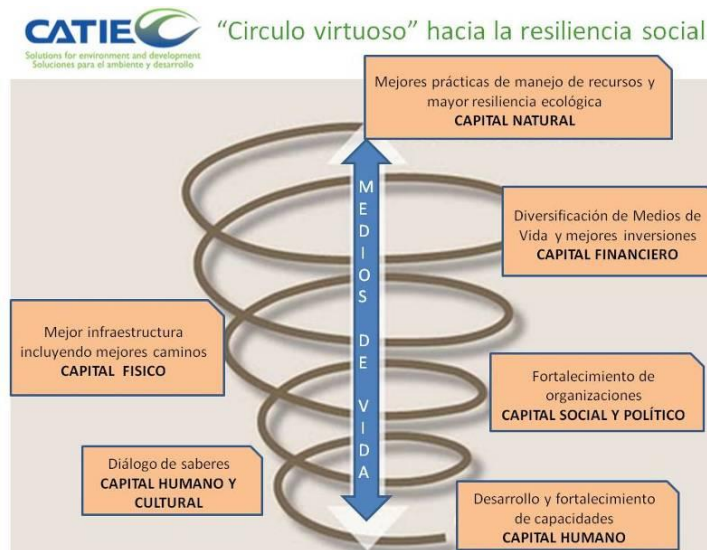 CATIE
Solutions for environment and development
Soluciones para el ambiente y desarrollo
“Circulo virtuoso” hacia la resiliencia social
Mejores prácticas de manejo de recursos y
mayor resiliencia ecológica
CAPITAL NATURAL
Diversificación de Medios de
Vida y mejores inversiones
CAPITAL FINANCIERO
MEDIOS DE VIDA
Mejor infraestructura
incluyendo mejores caminos
CAPITAL FISICO
Fortalecimiento de
organizaciones
CAPITAL SOCIAL Y POLÍTICO
Diálogo de saberes
CAPITAL HUMANO Y
CULTURAL
Desarrollo y fortalecimiento
de capacidades
CAPITAL HUMANO